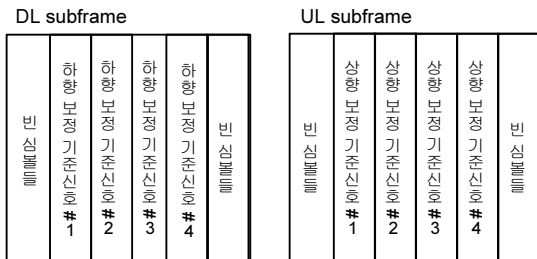 DL subframe
빈 심볼들
하향 보정 기준신호 #1
하향 보정 기준신호 #2
하향 보정 기준신호 #3
하향 보정 기준신호 #4
빈 심볼들
UL subframe
빈 심볼들
상향 보정 기준신호 #1
상향 보정 기준신호 #2
상향 보정 기준신호 #3
상향 보정 기준신호 #4
빈 심볼들